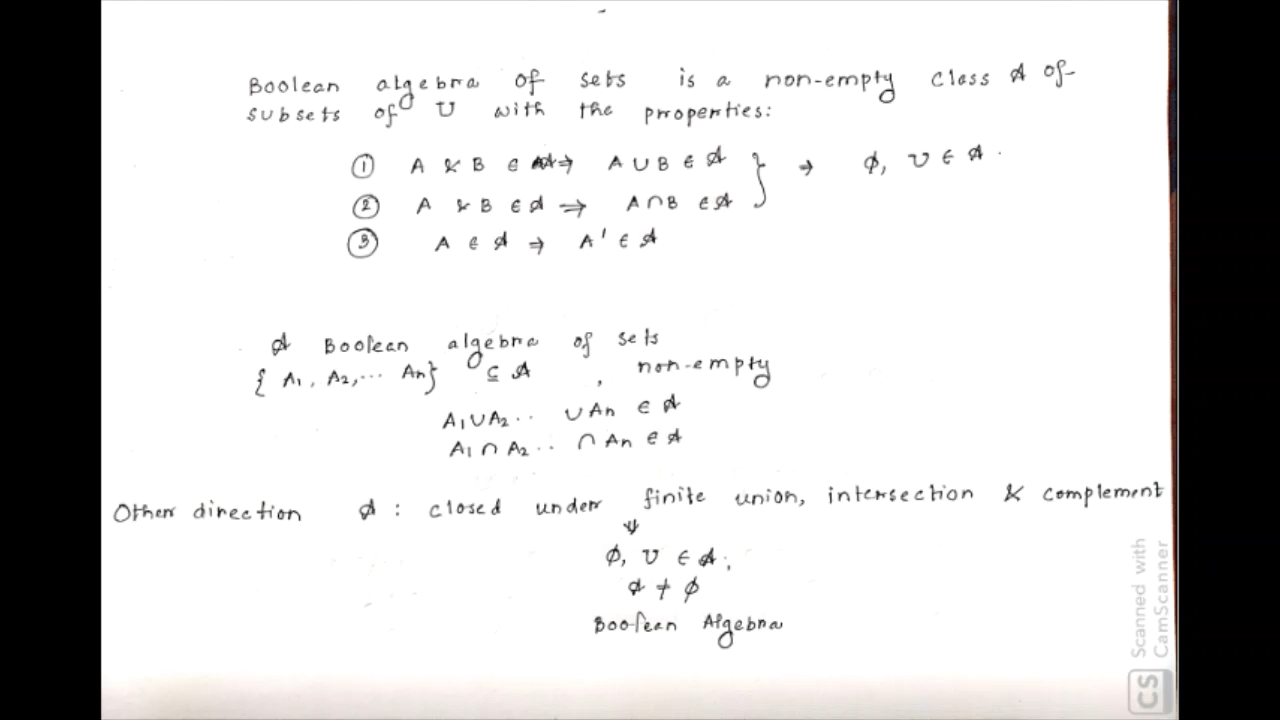 Boolean algebra of sets is a non-empty class 𝒜 of
subsets of U with the properties:
① A & B ∈ 𝒜 ⇒ A ∪ B ∈ 𝒜 } → ϕ, U ∈ 𝒜.
② A & B ∈ 𝒜 ⇒ A ∩ B ∈ 𝒜
③ A ∈ 𝒜 ⇒ A' ∈ 𝒜
𝒜 Boolean algebra of sets
{ A1, A2, ... An} ⊆ 𝒜, non-empty
A1 ∪ A2 .. ∪ An ∈ 𝒜
A1 ∩ A2 .. ∩ An ∈ 𝒜
Other direction 𝒜 : closed under finite union, intersection & complement
⇓
ϕ, U ∈ 𝒜;
𝒜 ≠ ϕ
Boolean Algebra
Scanned with
CamScanner
CS